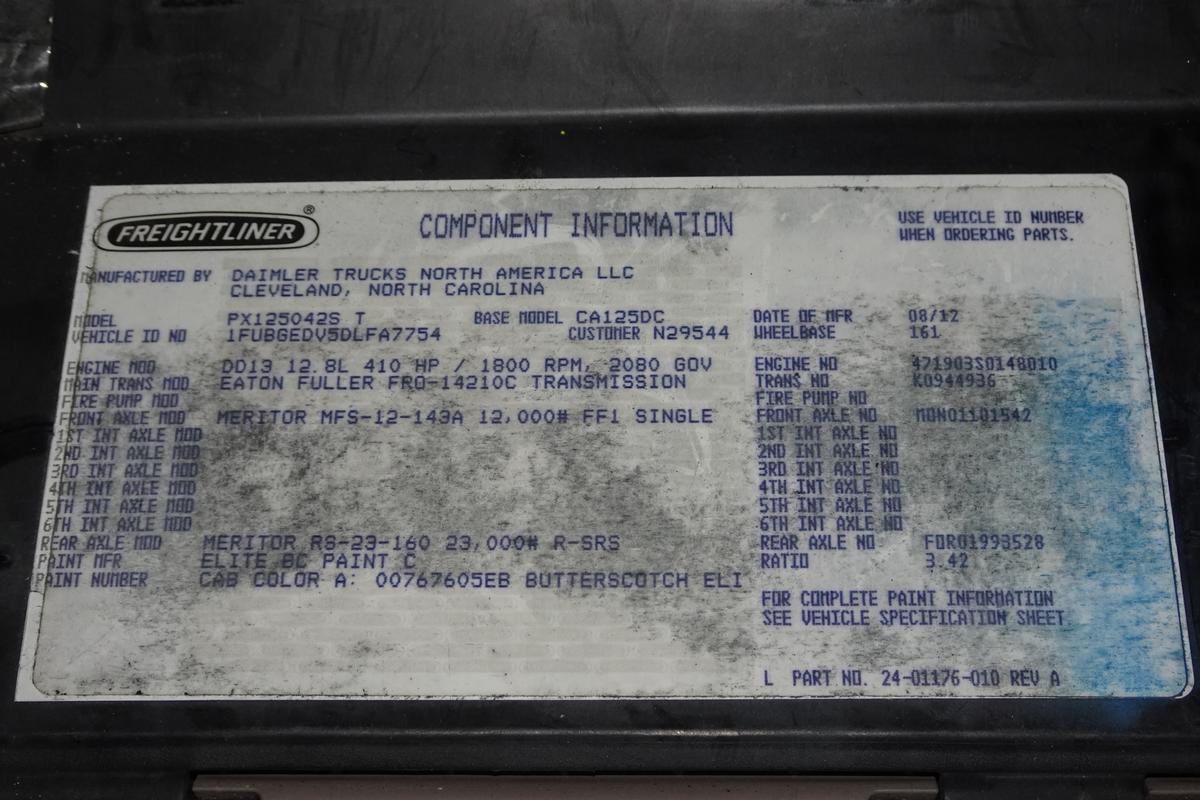 FREIGHTLINER ®
COMPONENT INFORMATION
USE VEHICLE ID NUMBER
WHEN ORDERING PARTS.
MANUFACTURED BY DAIMLER TRUCKS NORTH AMERICA LLC
CLEVELAND, NORTH CAROLINA
MODEL PX125042S T BASE MODEL CA125DC DATE OF MFR 08/12
VEHICLE ID NO 1FUBGEDV5DLFA7754 CUSTOMER N29544 WHEELBASE 161
ENGINE MOD DD13 12.8L 410 HP / 1800 RPM, 2080 GOV ENGINE NO 471903S0148010
MAIN TRANS MOD EATON FULLER FRO-14210C TRANSMISSION TRANS NO K0944936
FIRE PUMP MOD FIRE PUMP NO
FRONT AXLE MOD MERITOR MFS-12-143A 12,000# FF1 SINGLE FRONT AXLE NO MON01101542
1ST INT AXLE MOD 1ST INT AXLE NO
2ND INT AXLE MOD 2ND INT AXLE NO
3RD INT AXLE MOD 3RD INT AXLE NO
4TH INT AXLE MOD 4TH INT AXLE NO
5TH INT AXLE MOD 5TH INT AXLE NO
6TH INT AXLE MOD 6TH INT AXLE NO
REAR AXLE MOD MERITOR RS-23-160 23,000# R-SRS REAR AXLE NO FOR01993528
PAINT MFR ELITE BC PAINT C RATIO 3.42
PAINT NUMBER CAB COLOR A: 00767605EB BUTTERSCOTCH ELI
FOR COMPLETE PAINT INFORMATION
SEE VEHICLE SPECIFICATION SHEET
L PART NO. 24-01176-010 REV A